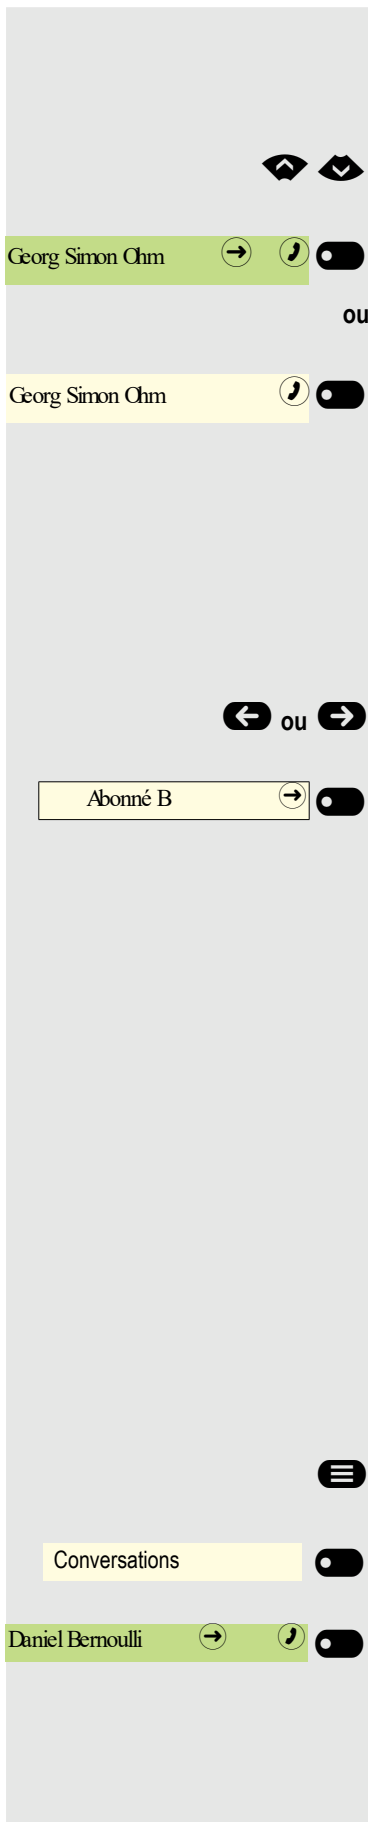 Georg Simon Ohm
ou
Georg Simon Ohm
ou
Abonné B
Conversations
Daniel Bernoulli